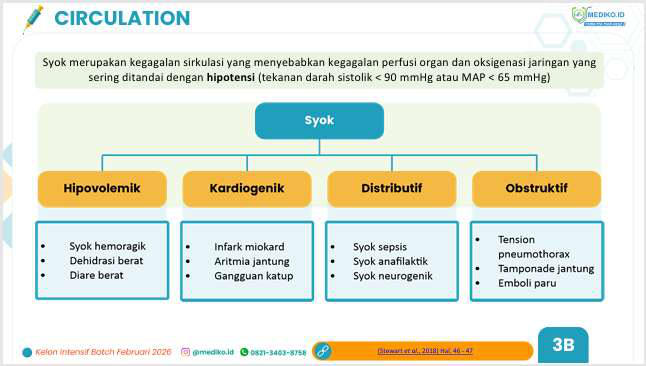 CIRCULATION
MEDIKO.ID
Syok merupakan kegagalan sirkulasi yang menyebabkan kegagalan perfusi organ dan oksigenasi jaringan yang
sering ditandai dengan hipotensi (tekanan darah sistolik < 90 mmHg atau MAP < 65 mmHg)
Syok
Hipovolemik
Kardiogenik
Distributif
Obstruktif
• Syok hemoragik
• Dehidrasi berat
• Diare berat
• Infark miokard
• Aritmia jantung
• Gangguan katup
• Syok sepsis
• Syok anafilaktik
• Syok neurogenik
• Tension
pneumothorax
• Tamponade jantung
• Emboli paru
Kelon Intensif Batch Februari 2026
@mediko.id
0821-3403-8758
(Stewart et al., 2018) Hal. 46 - 47
3B